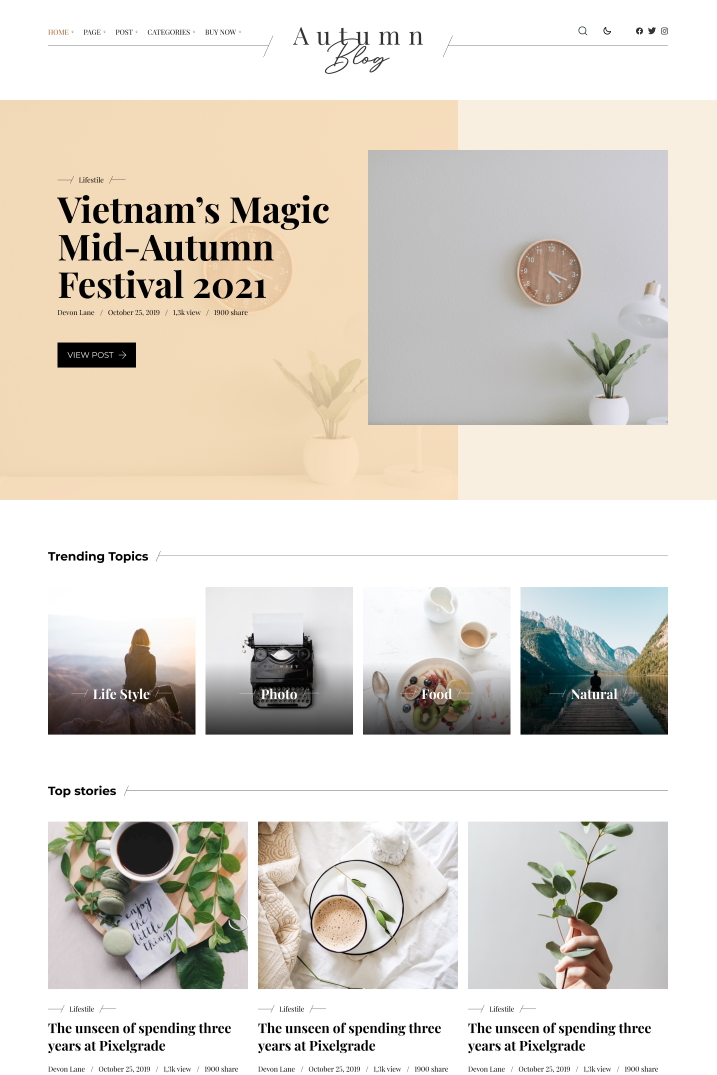 HOME + PAGE + POST + CATEGORIES + BUY NOW +
Autumn
Blog
Lifestile
Vietnam's Magic
Mid-Autumn
Festival 2021
Devon Lane / October 25, 2019 / 1,3k view / 1900 share
VIEW POST →
Trending Topics
Life Style
Photo
Food
Natural
Top stories
enjoy
the
little
things
Lifestile
The unseen of spending three
years at Pixelgrade
Devon Lane / October 25, 2019 / 1,3k view / 1900 share
Lifestile
The unseen of spending three
years at Pixelgrade
Devon Lane / October 25, 2019 / 1,3k view / 1900 share
Lifestile
The unseen of spending three
years at Pixelgrade
Devon Lane / October 25, 2019 / 1,3k view / 1900 share